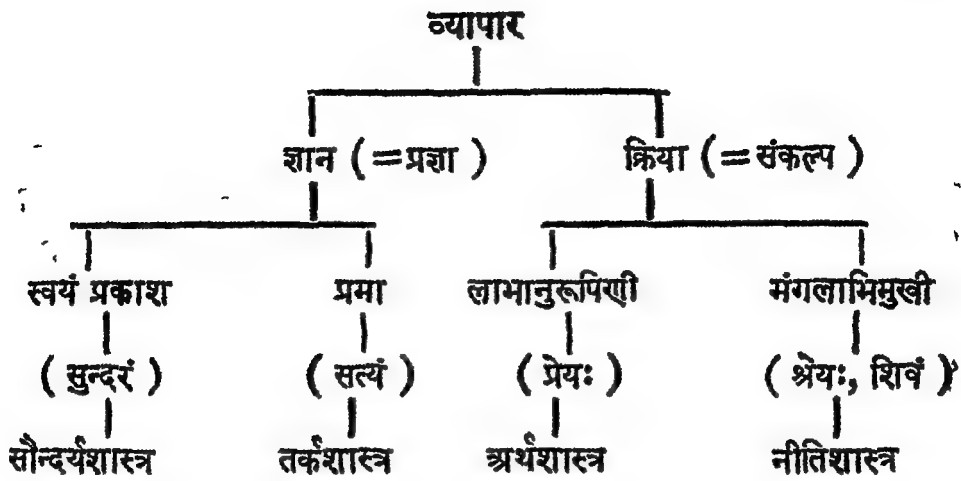 व्यापार
ज्ञान (=प्रज्ञा) क्रिया (=संकल्प)
स्वयं प्रकाश प्रमा लाभानुरूपिणी मंगलाभिमुखी
(सुन्दरं) (सत्यं) (प्रेयः) (श्रेयः, शिवं)
सौन्दर्यशास्त्र तर्कशास्त्र अर्थशास्त्र नीतिशास्त्र